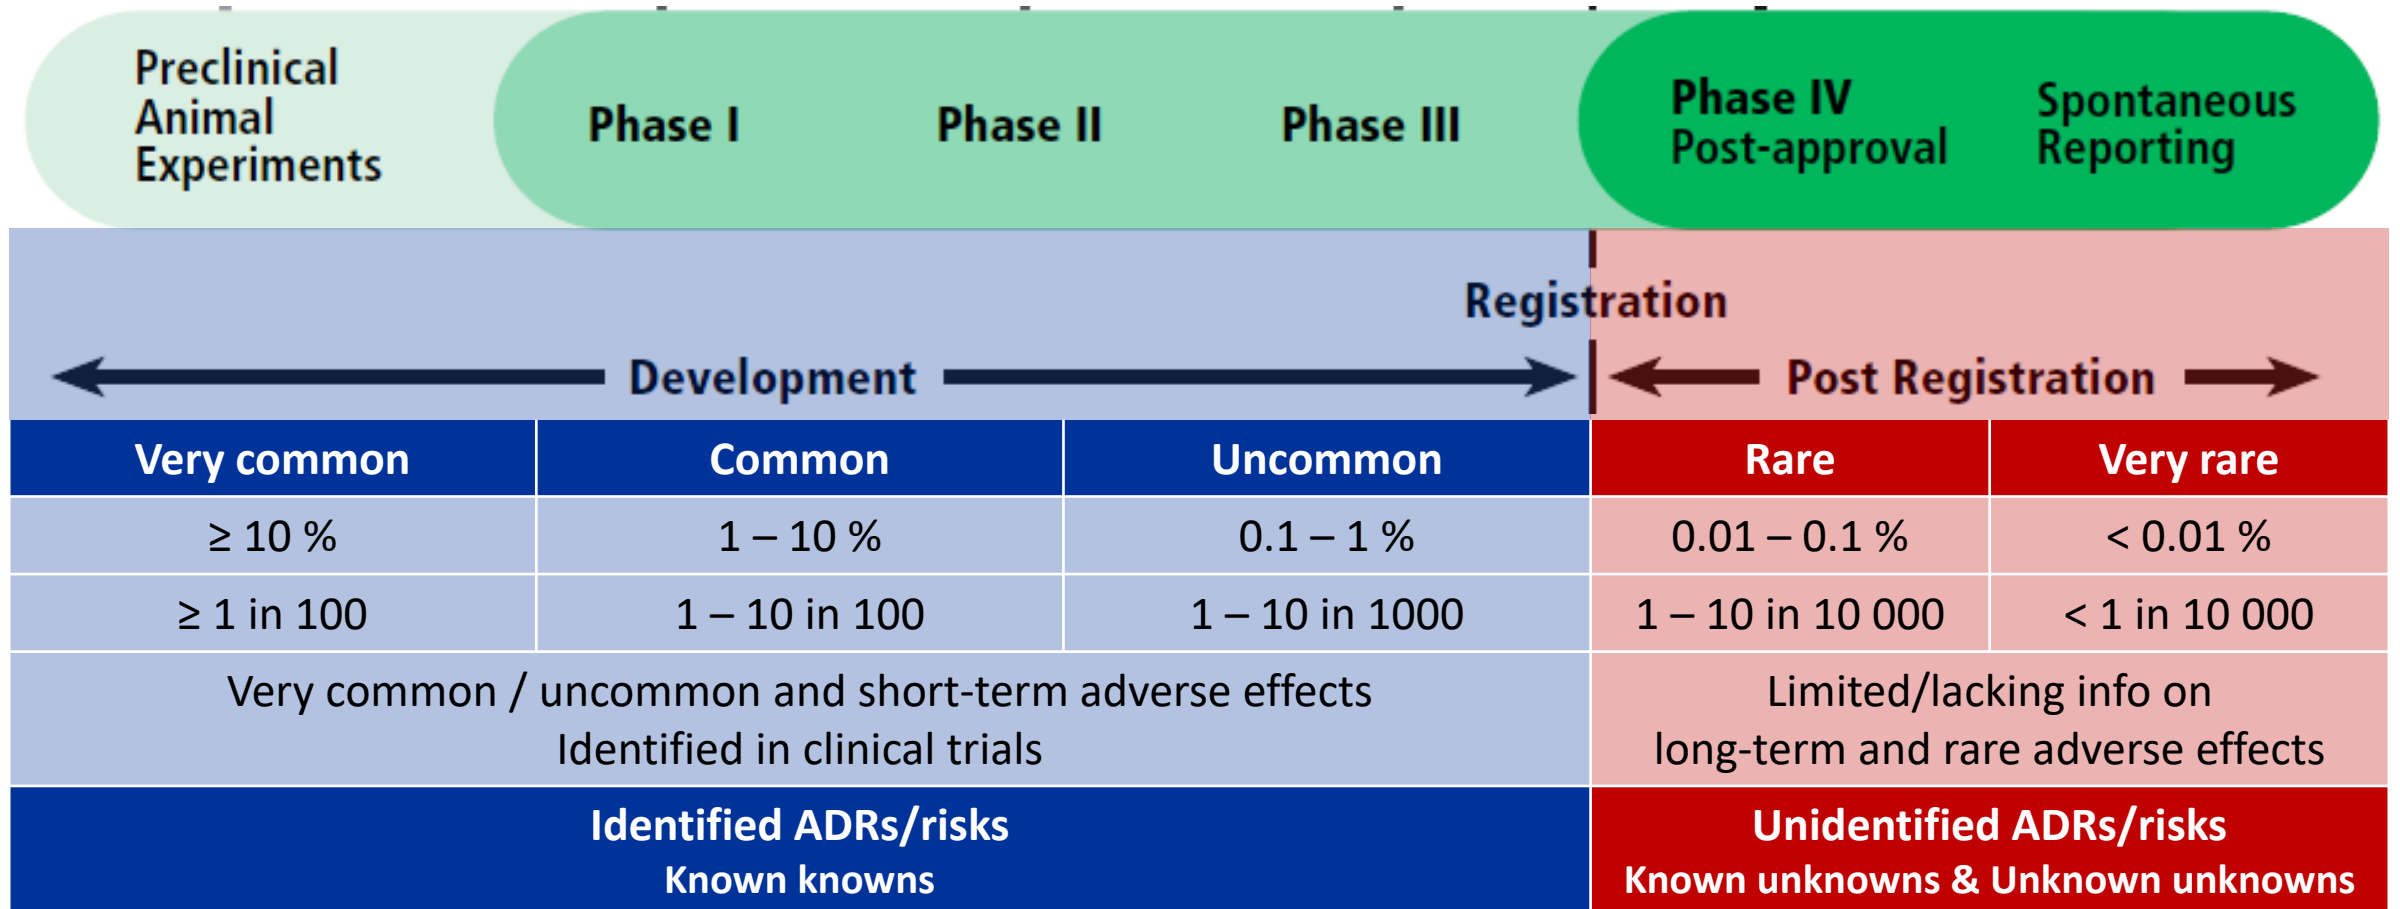 Preclinical
Animal
Experiments
Phase I
Phase II
Phase III
Phase IV
Post-approval
Spontaneous
Reporting
Registration
Development
Post Registration
Very common
Common
Uncommon
Rare
Very rare
≥ 10 %
1 – 10 %
0.1 – 1 %
0.01 – 0.1 %
< 0.01 %
≥ 1 in 100
1 – 10 in 100
1 – 10 in 1000
1 – 10 in 10 000
< 1 in 10 000
Very common / uncommon and short-term adverse effects
Identified in clinical trials
Limited/lacking info on
long-term and rare adverse effects
Identified ADRs/risks
Known knowns
Unidentified ADRs/risks
Known unknowns & Unknown unknowns